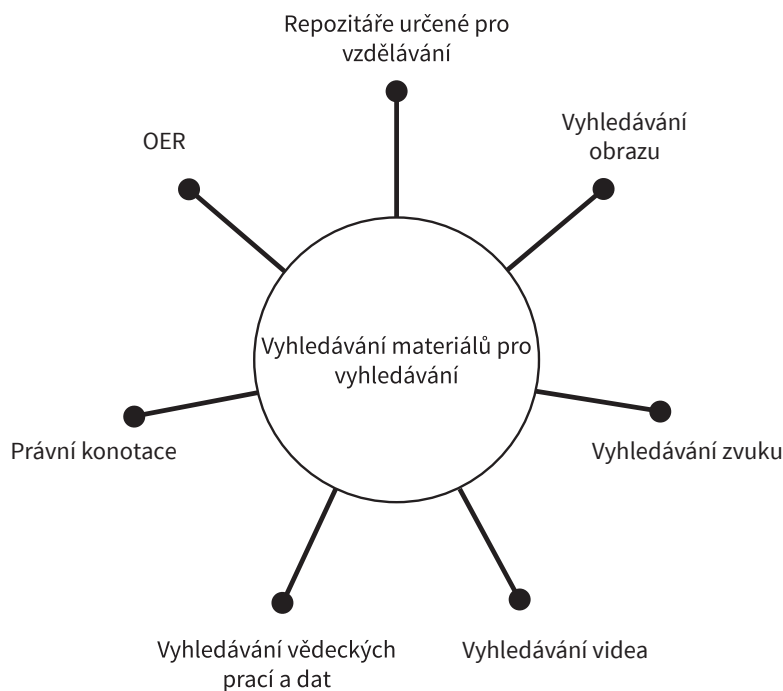 Repozitáře určené pro
vzdělávání
Vyhledávání
obrazu
OER
Vyhledávání materiálů pro
vyhledávání
Právní konotace
Vyhledávání zvuku
Vyhledávání vědeckých
prací a dat
Vyhledávání videa